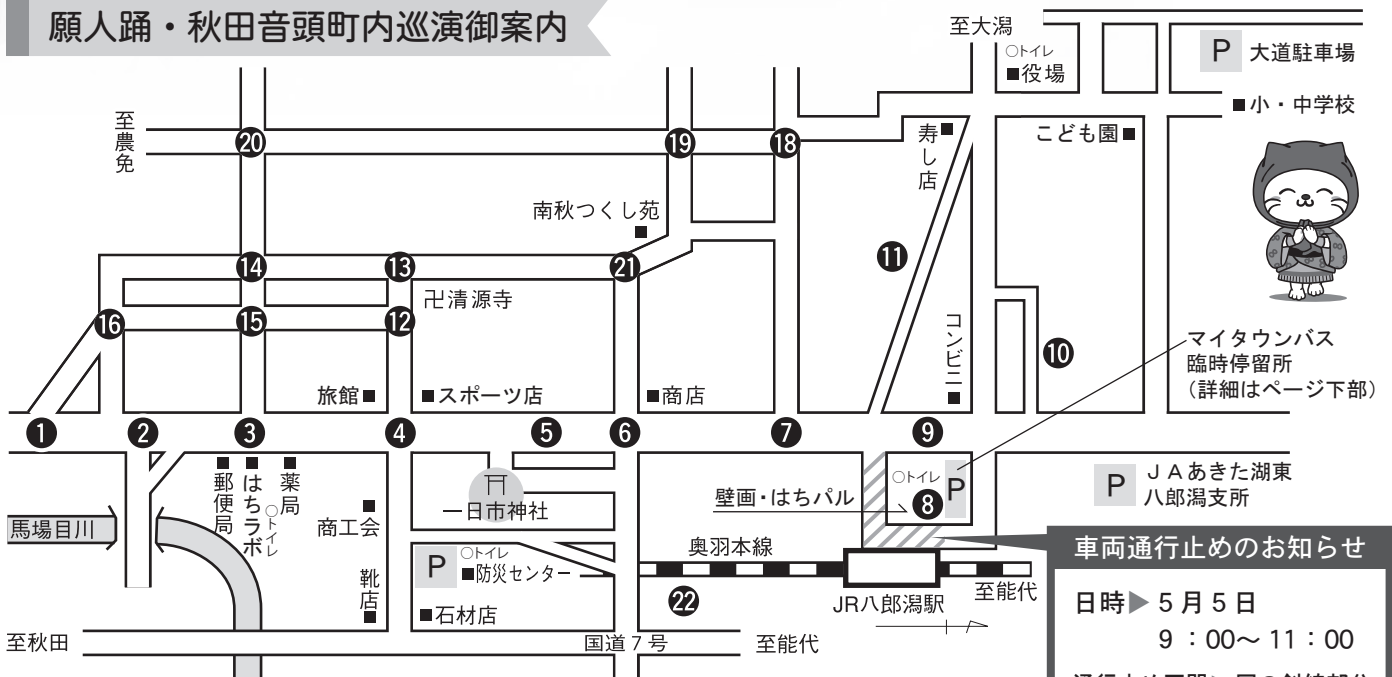 願人踊・秋田音頭町内巡演御案内
至大潟
○トイレ
■役場
P 大道駐車場
■小・中学校
至農免
⑳
⑲
⑱
寿し店■
こども園■
南秋つくし苑
■
⑭
⑬
㉑
⑪
卍清源寺
⑯
⑮
⑫
コンビニ■
⑩
マイタウンバス
臨時停留所
(詳細はページ下部)
旅館■
■スポーツ店
■商店
①
②
③
④
⑤
⑥
⑦
⑨
■郵便局
■はちラボ
○トイレ
■薬局
■商工会
一日市神社
壁画・はちパル
○トイレ
⑧
P
P ＪＡあきた湖東
八郎潟支所
馬場目川
P ○トイレ
■防災センター
奥羽本線
㉒
JR八郎潟駅
至能代
靴店■
■石材店
至秋田
国道７号
至能代
車両通行止めのお知らせ
日時▶５月５日
９：00〜11：00